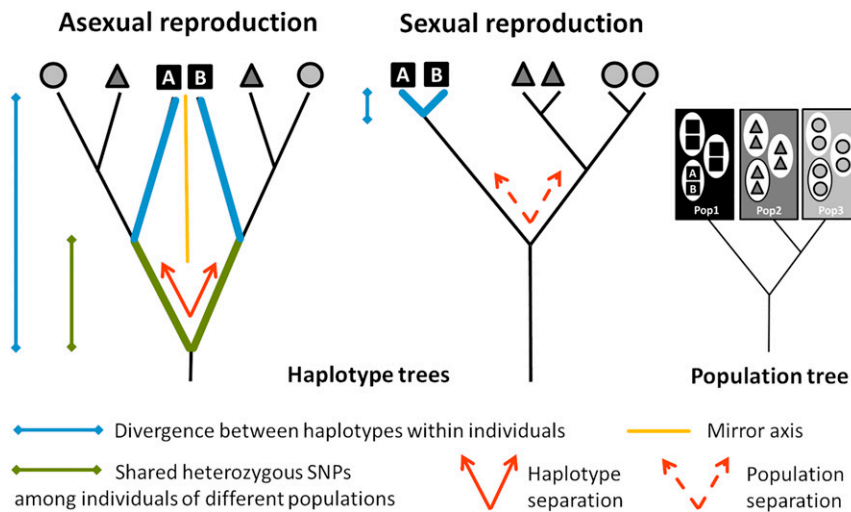 Asexual reproduction
Sexual reproduction
A B
A B
A
B
Pop1
Pop2
Pop3
Haplotype trees
Population tree
Divergence between haplotypes within individuals
Mirror axis
Shared heterozygous SNPs
among individuals of different populations
Haplotype
separation
Population
separation